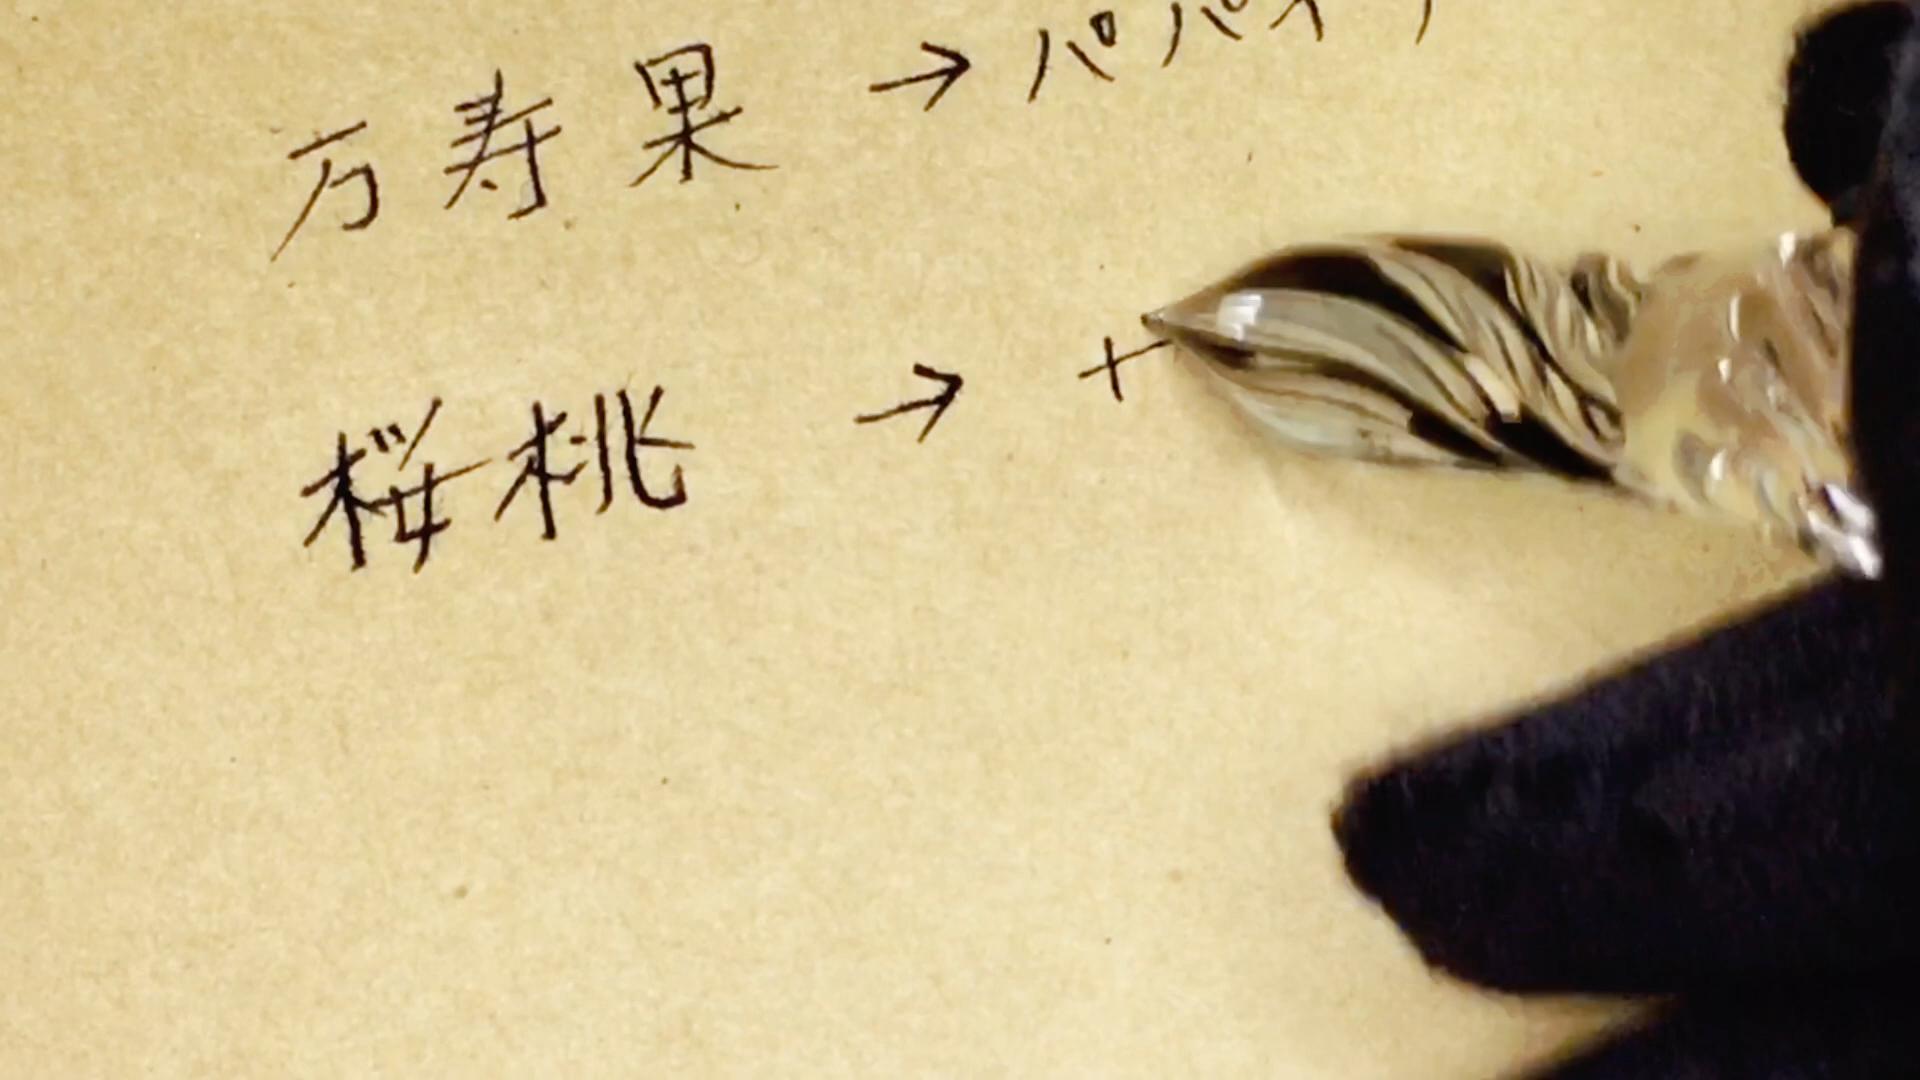 万寿果 → パパイ
桜桃 →